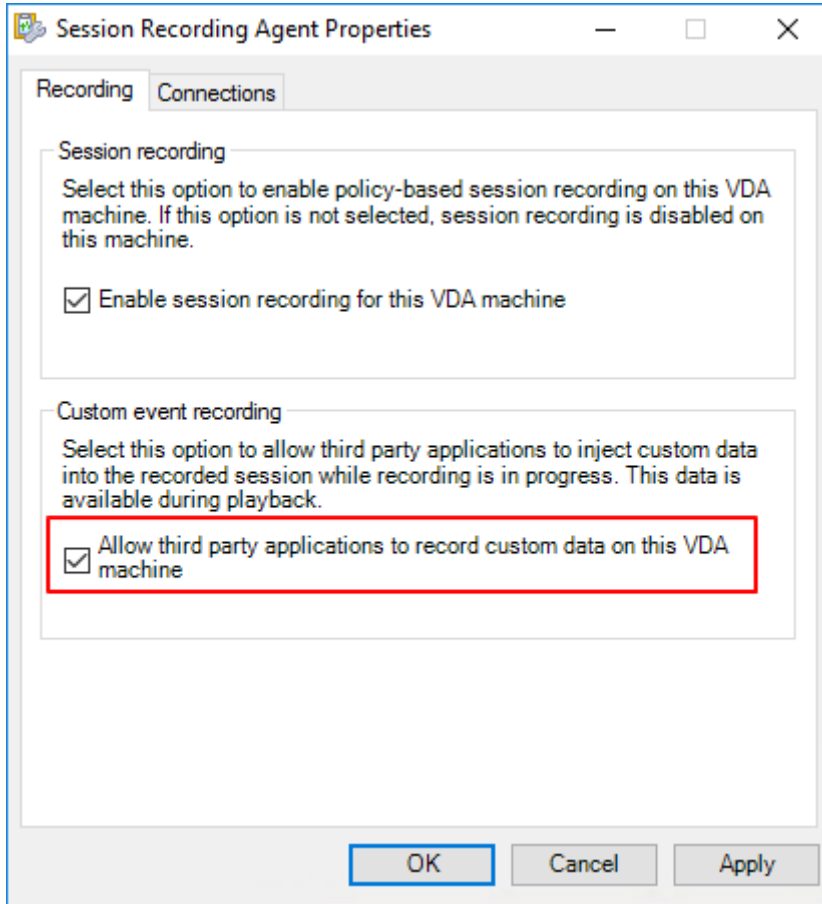 Session Recording Agent Properties
Recording
Connections
Session recording
Select this option to enable policy-based session recording on this VDA
machine. If this option is not selected, session recording is disabled on
this machine.
Enable session recording for this VDA machine
Custom event recording
Select this option to allow third party applications to inject custom data
into the recorded session while recording is in progress. This data is
available during playback.
Allow third party applications to record custom data on this VDA
machine
OK
Cancel
Apply